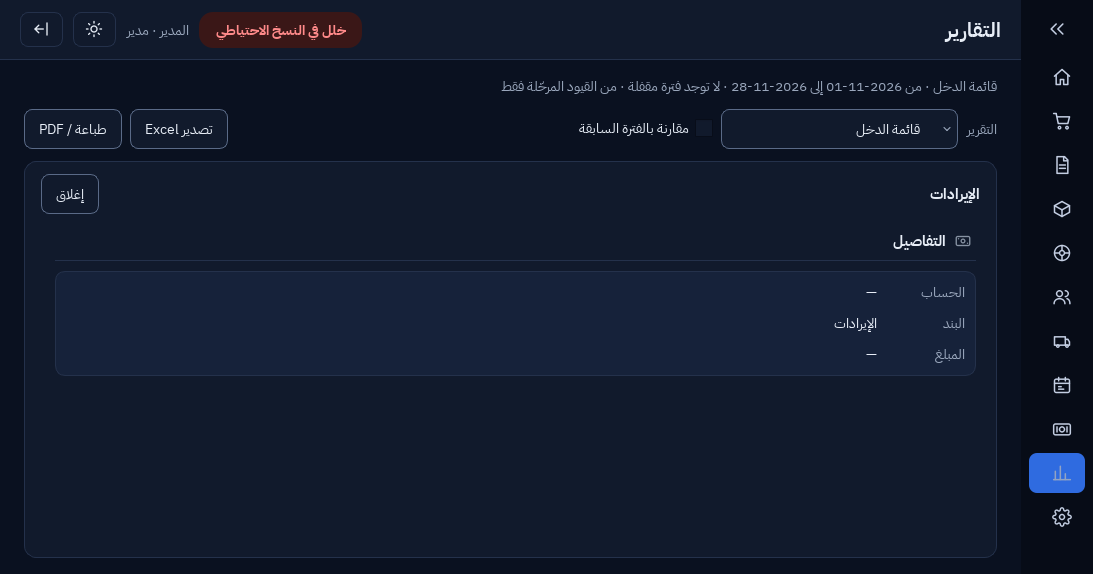 التقارير
المدير · مدير
خلل في النسخ الاحتياطي
قائمة الدخل · من 2026-11-01 إلى 2026-11-28 · لا توجد فترة مقفلة · من القيود المرحّلة فقط
التقرير
قائمة الدخل
مقارنة بالفترة السابقة
تصدير Excel
طباعة / PDF
الإيرادات
إغلاق
التفاصيل
الحساب —
البند الإيرادات
المبلغ —